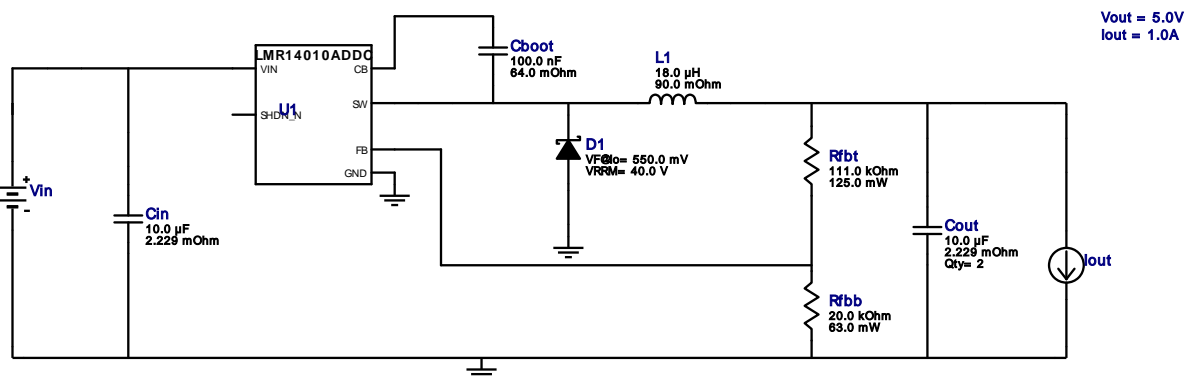 Vout = 5.0V
Iout = 1.0A
LMR14010ADDC
VIN
CB
Cboot
100.0 nF
64.0 mOhm
L1
18.0 µH
90.0 mOhm
SHDN_N
U1
SW
FB
GND
D1
VRRM= 40.0 V
Rfbt
111.0 kOhm
125.0 mW
Vin
+
-
Cin
10.0 µF
2.229 mOhm
Cout
10.0 µF
2.229 mOhm
Qty= 2
Iout
Rfbb
20.0 kOhm
63.0 mW